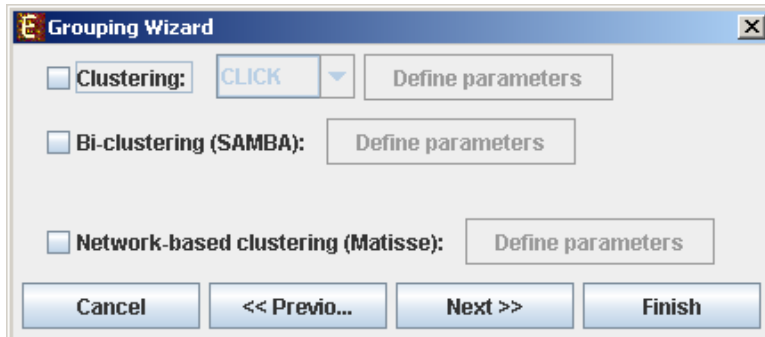 Grouping Wizard
Clustering: CLICK Define parameters
Bi-clustering (SAMBA): Define parameters
Network-based clustering (Matisse): Define parameters
Cancel << Previo... Next >> Finish